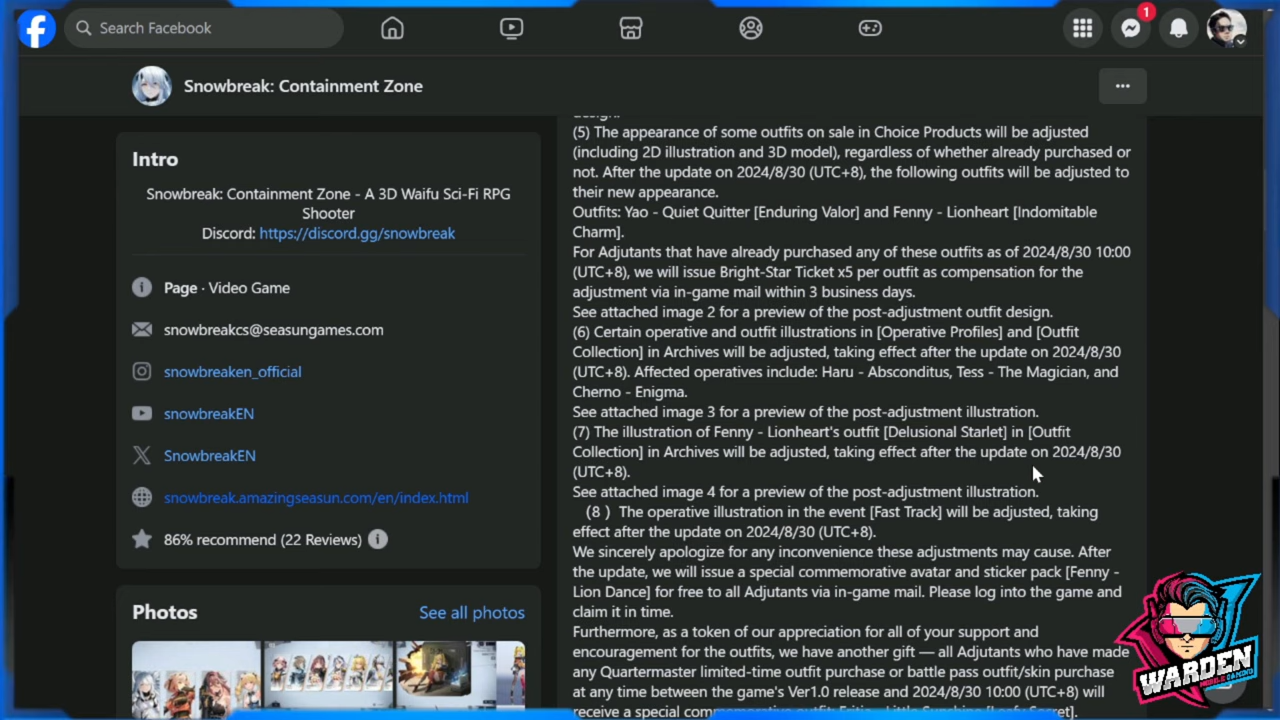 Search Facebook
1
Snowbreak: Containment Zone
Intro
Snowbreak: Containment Zone - A 3D Waifu Sci-Fi RPG
Shooter
Discord: https://discord.gg/snowbreak
Page · Video Game
snowbreakcs@seasungames.com
snowbreaken_official
snowbreakEN
SnowbreakEN
snowbreak.amazingseasun.com/en/index.html
86% recommend (22 Reviews)
Photos
See all photos
design.
(5) The appearance of some outfits on sale in Choice Products will be adjusted
(including 2D illustration and 3D model), regardless of whether already purchased or
not. After the update on 2024/8/30 (UTC+8), the following outfits will be adjusted to
their new appearance.
Outfits: Yao - Quiet Quitter [Enduring Valor] and Fenny - Lionheart [Indomitable
Charm].
For Adjutants that have already purchased any of these outfits as of 2024/8/30 10:00
(UTC+8), we will issue Bright-Star Ticket x5 per outfit as compensation for the
adjustment via in-game mail within 3 business days.
See attached image 2 for a preview of the post-adjustment outfit design.
(6) Certain operative and outfit illustrations in [Operative Profiles] and [Outfit
Collection] in Archives will be adjusted, taking effect after the update on 2024/8/30
(UTC+8). Affected operatives include: Haru - Absconditus, Tess - The Magician, and
Cherno - Enigma.
See attached image 3 for a preview of the post-adjustment illustration.
(7) The illustration of Fenny - Lionheart's outfit [Delusional Starlet] in [Outfit
Collection] in Archives will be adjusted, taking effect after the update on 2024/8/30
(UTC+8).
See attached image 4 for a preview of the post-adjustment illustration.
（8）The operative illustration in the event [Fast Track] will be adjusted, taking
effect after the update on 2024/8/30 (UTC+8).
We sincerely apologize for any inconvenience these adjustments may cause. After
the update, we will issue a special commemorative avatar and sticker pack [Fenny -
Lion Dance] for free to all Adjutants via in-game mail. Please log into the game and
claim it in time.
Furthermore, as a token of our appreciation for all of your support and
encouragement for the outfits, we have another gift — all Adjutants who have made
any Quartermaster limited-time outfit purchase or battle pass outfit/skin purchase
at any time between the game's Ver1.0 release and 2024/8/30 10:00 (UTC+8) will
receive a special commemorative outfit: Fritia - Little Sunshine [Leaf's Secret].
WARDEN
MOBILE GAMING